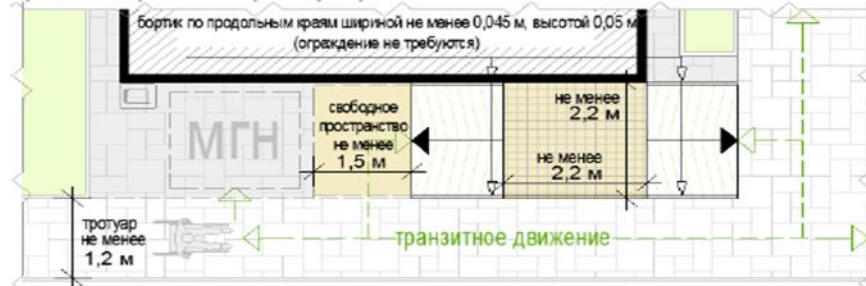 бортик по продольным краям шириной не менее 0,045 м, высотой 0,05 м
(ограждение не требуются)
свободное
пространство
не менее
1,5 м
МГН
не менее
2,2 м
не менее
2,2 м
тротуар
не менее
1,2 м
транзитное движение